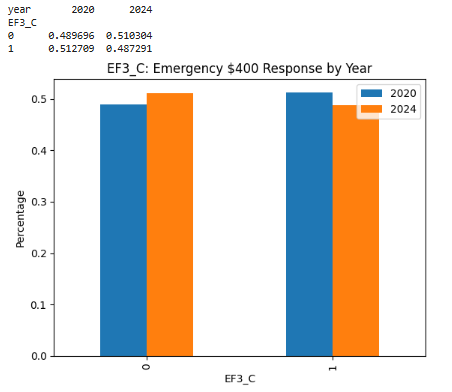 year 2020 2024
EF3_C
0 0.489696 0.510304
1 0.512709 0.487291
EF3_C: Emergency $400 Response by Year
2020
2024
Percentage
0.5
0.4
0.3
0.2
0.1
0.0
0
1
EF3_C